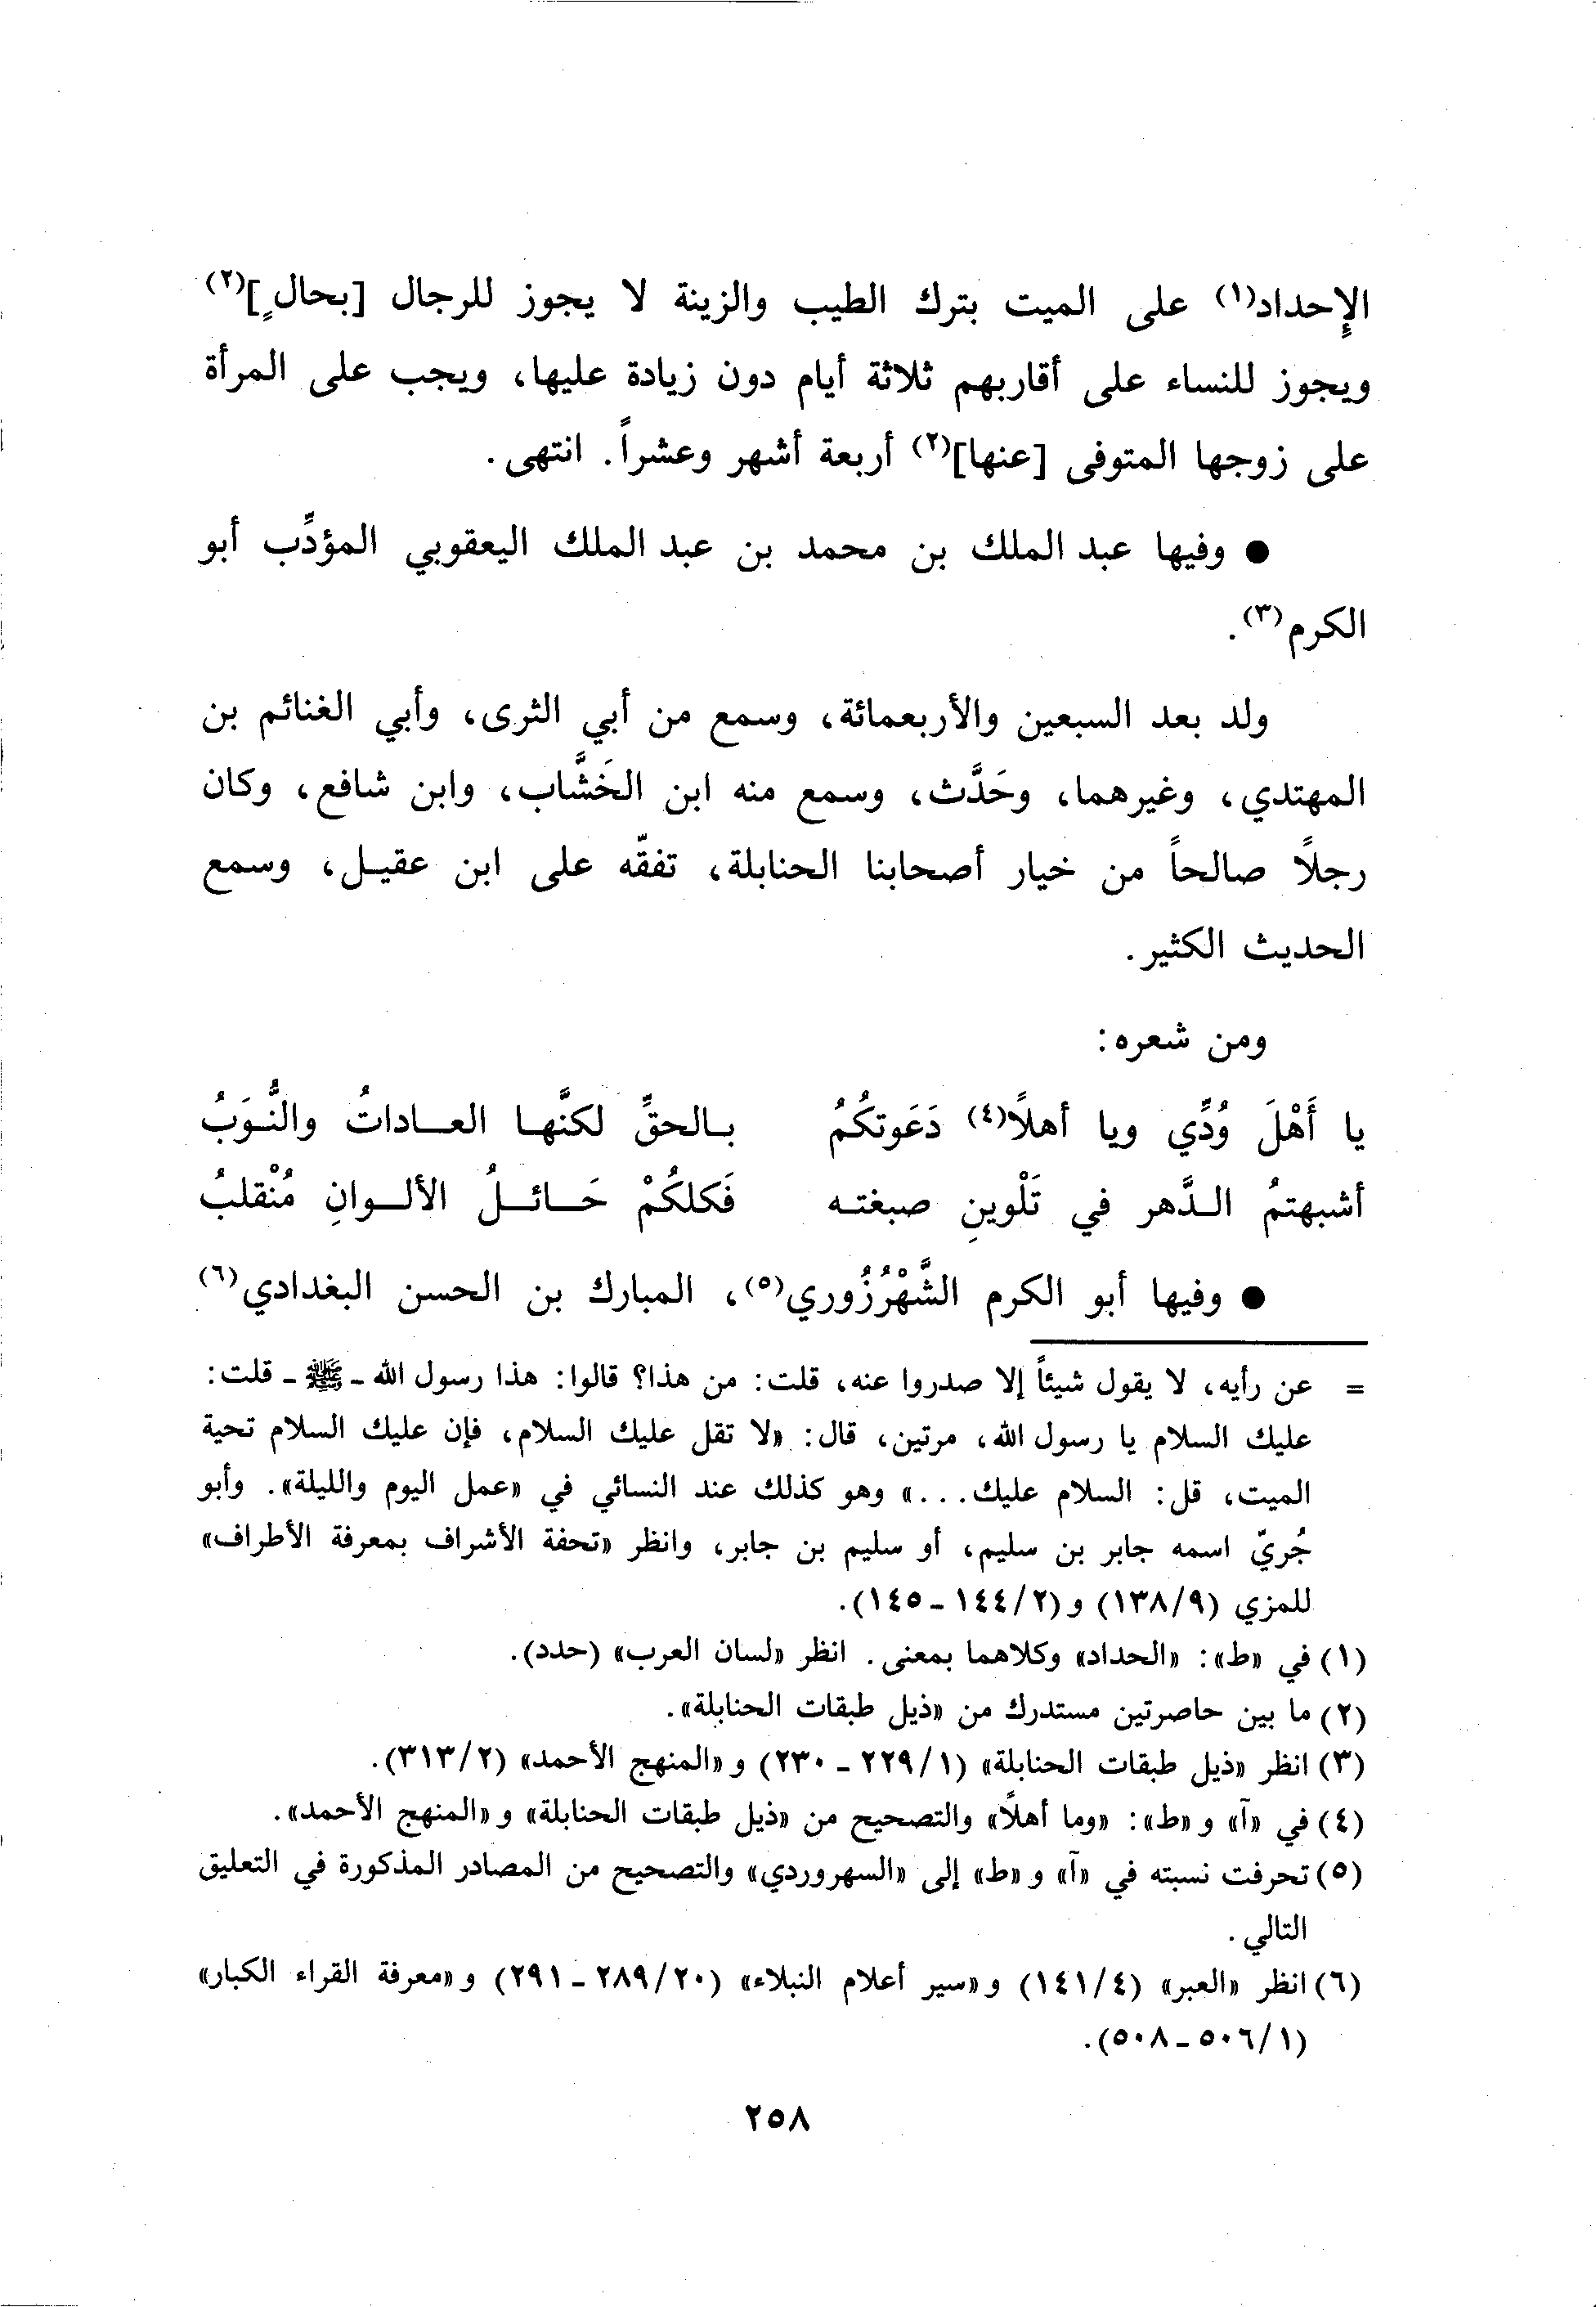 الإحداد(١) على الميت بترك الطيب والزينة لا يجوز للرجال [بحالٍ](٢)
ويجوز للنساء على أقاربهم ثلاثة أيام دون زيادة عليها، ويجب على المرأة
على زوجها المتوفى [عنها](٢) أربعة أشهر وعشراً. انتهى.
● وفيها عبد الملك بن محمد بن عبد الملك اليعقوبي المؤدِّب أبو
الكرم(٣).
ولد بعد السبعين والأربعمائة، وسمع من أبي الثرى، وأبي الغنائم بن
المهتدي، وغيرهما، وحَدَّث، وسمع منه ابن الخَشَّاب، وابن شافع، وكان
رجلاً صالحاً من خيار أصحابنا الحنابلة، تفقّه على ابن عقيل، وسمع
الحديث الكثير.
ومن شعره:
يا أَهْلَ وُدِّي ويا أهلاً(٤) دَعَوتكُمُ بالحقِّ لكنَّها العاداتُ والنُّوَبُ
أشبهتمُ الدَّهر في تَلْوينِ صبغته فَكلكُمْ حَائلُ الألوانِ مُنْقلبُ
● وفيها أبو الكرم الشَّهْرُزُوري(٥)، المبارك بن الحسن البغدادي(٦)
= عن رأيه، لا يقول شيئاً إلا صدروا عنه، قلت: من هذا؟ قالوا: هذا رسول الله - ﷺ - قلت:
عليك السلام يا رسول الله، مرتين، قال: «لا تقل عليك السلام، فإن عليك السلام تحية
الميت، قل: السلام عليك...» وهو كذلك عند النسائي في «عمل اليوم والليلة». وأبو
جُريّ اسمه جابر بن سليم، أو سليم بن جابر، وانظر «تحفة الأشراف بمعرفة الأطراف»
للمزي (١٣٨/٩) و(١٤٤/٢ - ١٤٥).
(١) في «ط»: «الحداد» وكلاهما بمعنى. انظر «لسان العرب» (حدد).
(٢) ما بين حاصرتين مستدرك من «ذيل طبقات الحنابلة».
(٣) انظر «ذيل طبقات الحنابلة» (٢٢٩/١ - ٢٣٠) و«المنهج الأحمد» (٣١٣/٢).
(٤) في «آ» و«ط»: «وما أهلاً» والتصحيح من «ذيل طبقات الحنابلة» و«المنهج الأحمد».
(٥) تحرفت نسبته في «آ» و«ط» إلى «السهروردي» والتصحيح من المصادر المذكورة في التعليق
التالي.
(٦) انظر «العبر» (١٤١/٤) و«سير أعلام النبلاء» (٢٨٩/٢٠ - ٢٩١) و«معرفة القراء الكبار»
(٥٠٦/١ - ٥٠٨).
٢٥٨